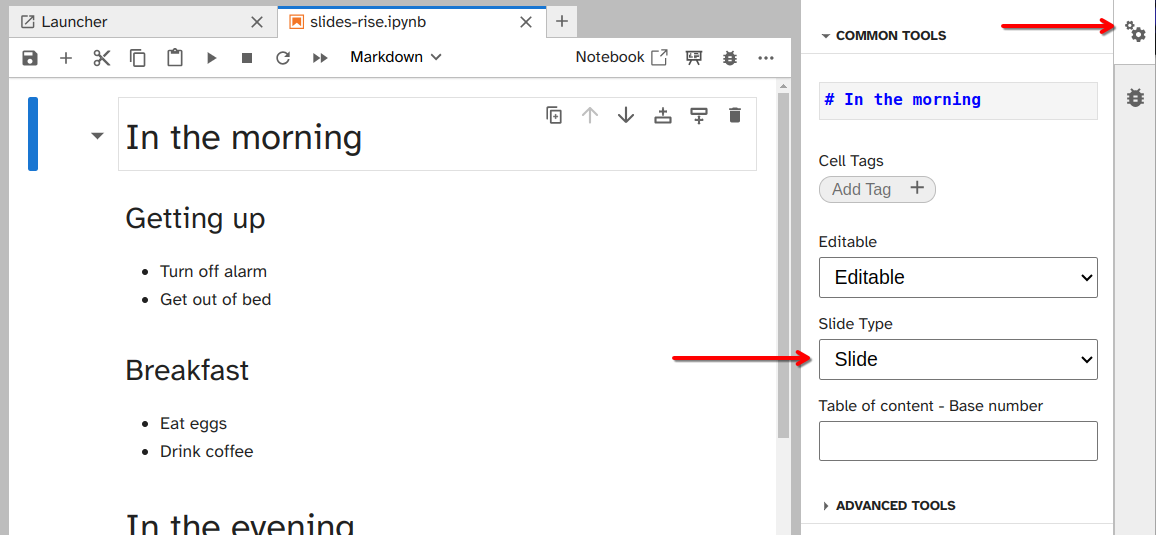 Launcher
slides-rise.ipynb
Markdown
Notebook
In the morning
Getting up
Turn off alarm
Get out of bed
Breakfast
Eat eggs
Drink coffee
In the evening
COMMON TOOLS
# In the morning
Cell Tags
Add Tag
Editable
Editable
Slide Type
Slide
Table of content - Base number
ADVANCED TOOLS